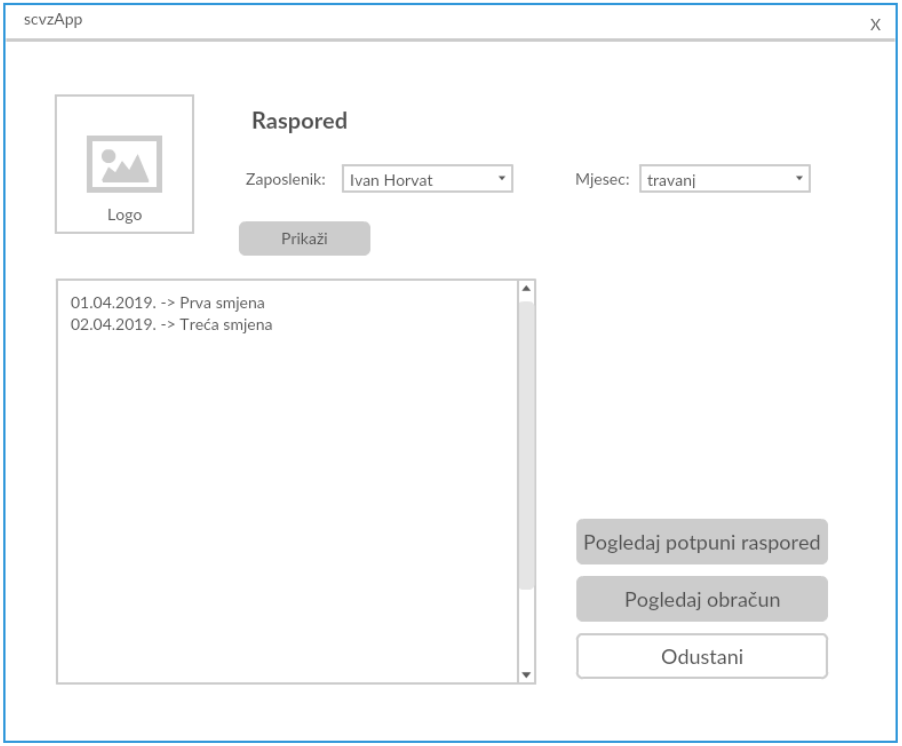 scvzApp
X
Raspored
Zaposlenik: Ivan Horvat
Mjesec: travanj
Logo
Prikaži
01.04.2019. -> Prva smjena
02.04.2019. -> Treća smjena
Pogledaj potpuni raspored
Pogledaj obračun
Odustani